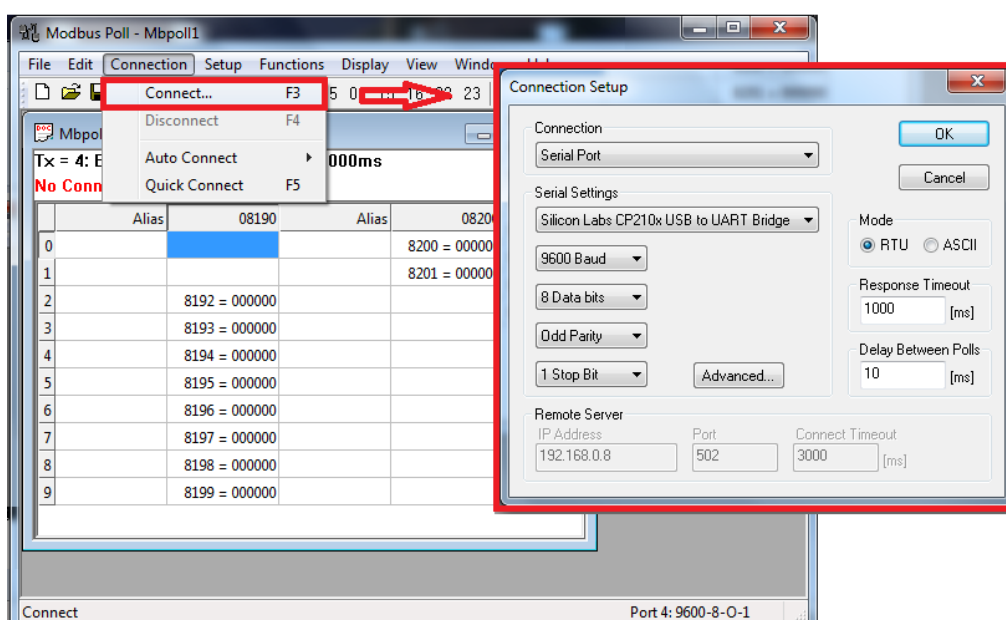 Modbus Poll - Mbpoll1
File Edit Connection Setup Functions Display View
Connect... F3
Disconnect F4
Auto Connect
Quick Connect F5
23
Tx = 4: 000ms
Alias 08190 Alias
0 8200 = 00000
1 8201 = 00000
2 8192 = 000000
3 8193 = 000000
4 8194 = 000000
5 8195 = 000000
6 8196 = 000000
7 8197 = 000000
8 8198 = 000000
9 8199 = 000000
Connect Port 4: 9600-8-O-1
Connection Setup
Connection
Serial Port
OK
Cancel
Serial Settings
Silicon Labs CP210x USB to UART Bridge
9600 Baud
8 Data bits
Odd Parity
1 Stop Bit
Advanced...
Mode
RTU ASCII
Response Timeout
1000 [ms]
Delay Between Polls
10 [ms]
Remote Server
IP Address Port Connect Timeout
192.168.0.8 502 3000 [ms]